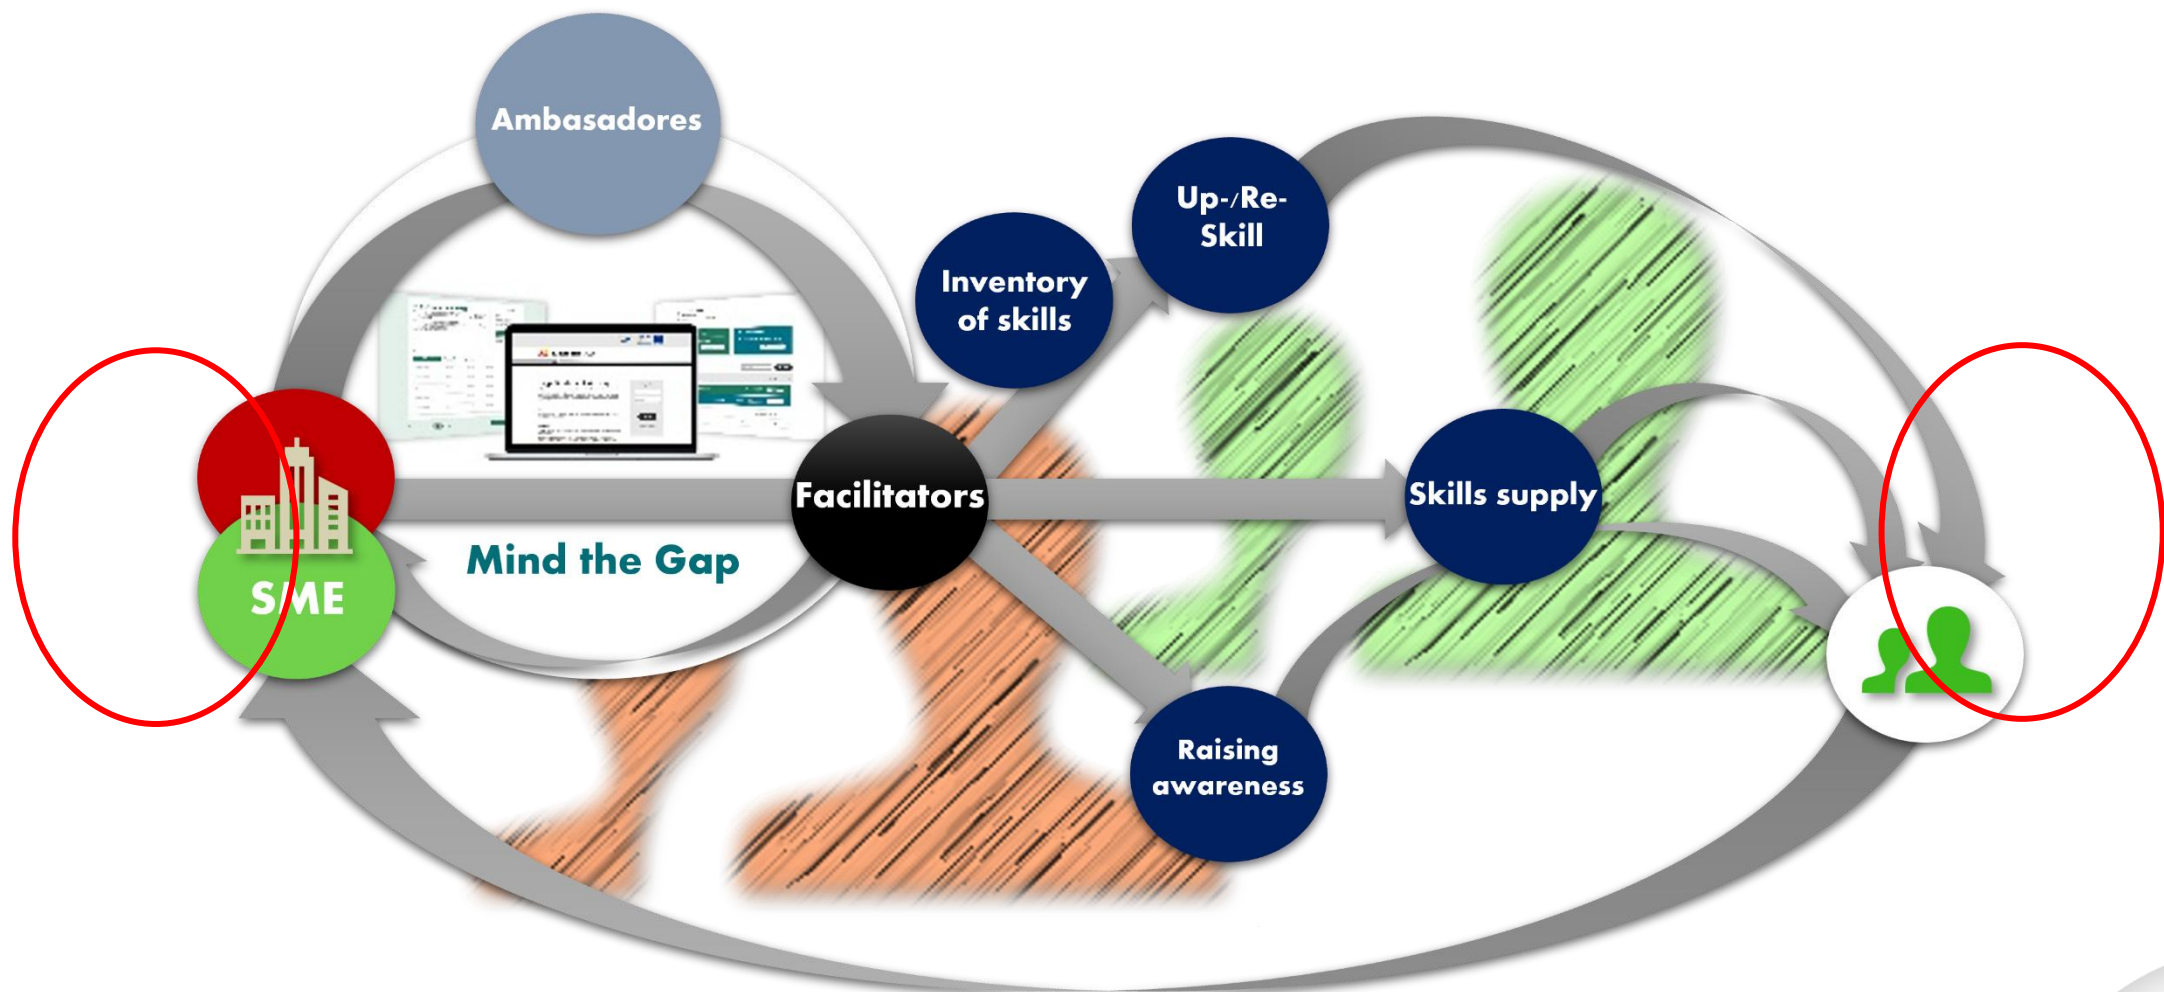 Ambasadores
Up-/Re-
Skill
Inventory
of skills
Facilitators
Skills supply
Mind the Gap
SME
Raising
awareness